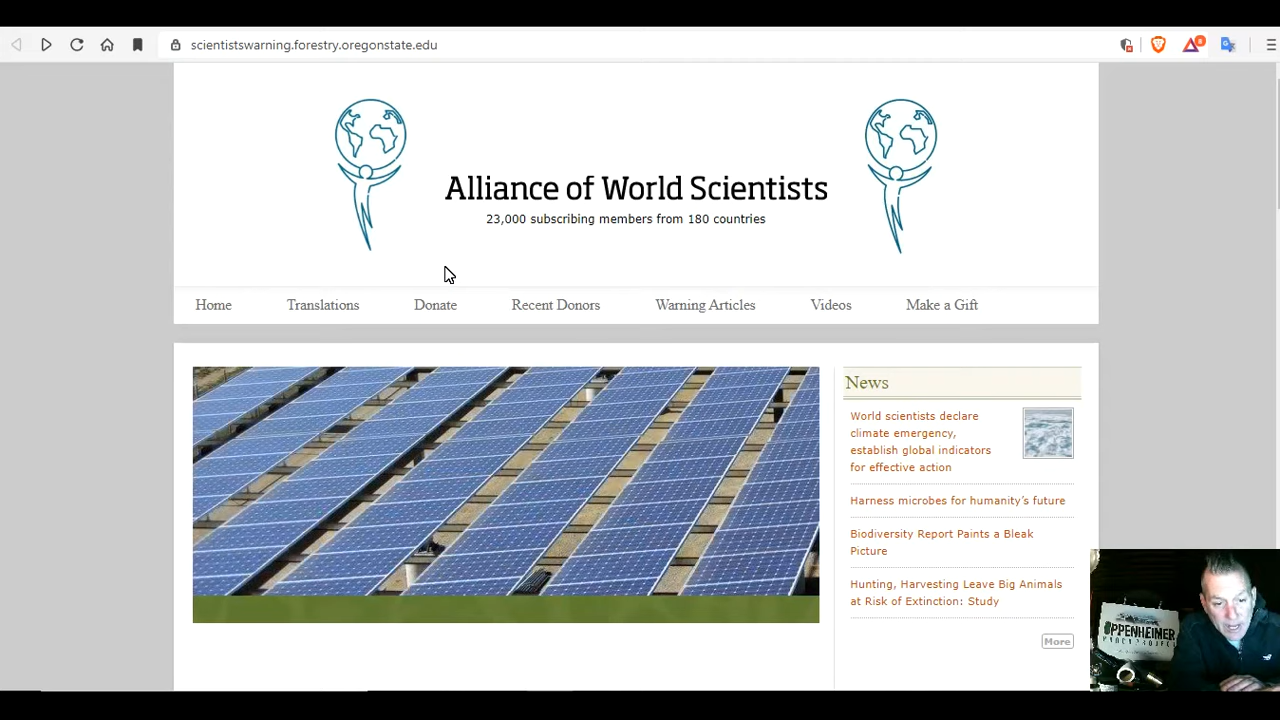 scientistswarning.forestry.oregonstate.edu
8
Alliance of World Scientists
23,000 subscribing members from 180 countries
Home Translations Donate Recent Donors Warning Articles Videos Make a Gift
News
World scientists declare
climate emergency,
establish global indicators
for effective action
Harness microbes for humanity's future
Biodiversity Report Paints a Bleak
Picture
Hunting, Harvesting Leave Big Animals
at Risk of Extinction: Study
More
OPPENHEIMER